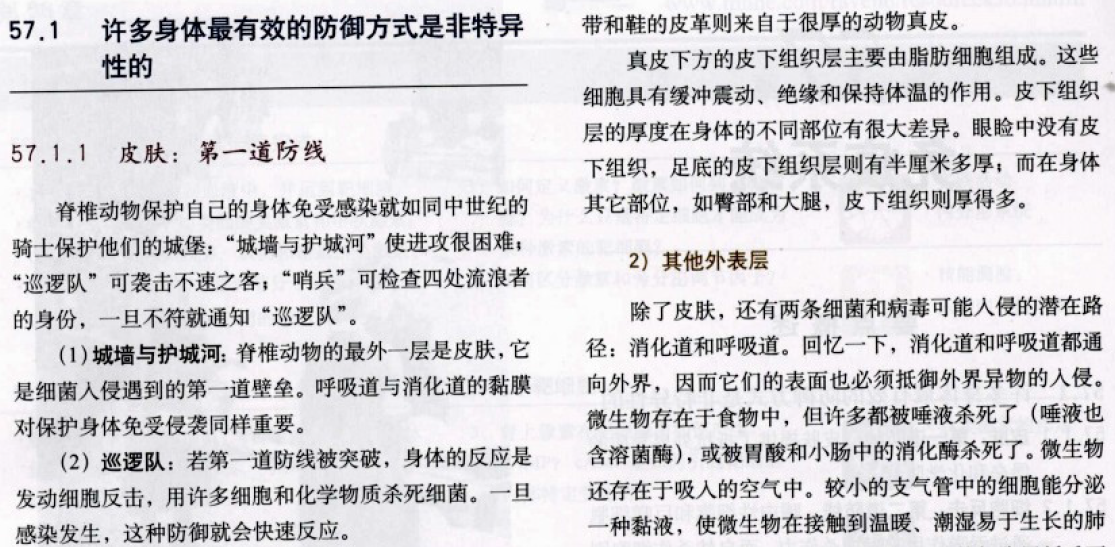 57.1 许多身体最有效的防御方式是非特异
性的
57.1.1 皮肤：第一道防线
脊椎动物保护自己的身体免受感染就如同中世纪的
骑士保护他们的城堡：“城墙与护城河”使进攻很困难；
“巡逻队”可袭击不速之客；“哨兵”可检查四处流浪者
的身份，一旦不符就通知“巡逻队”。
（1）城墙与护城河：脊椎动物的最外一层是皮肤，它
是细菌入侵遇到的第一道壁垒。呼吸道与消化道的黏膜
对保护身体免受侵袭同样重要。
（2）巡逻队：若第一道防线被突破，身体的反应是
发动细胞反击，用许多细胞和化学物质杀死细菌。一旦
感染发生，这种防御就会快速反应。
带和鞋的皮革则来自于很厚的动物真皮。
真皮下方的皮下组织层主要由脂肪细胞组成。这些
细胞具有缓冲震动、绝缘和保持体温的作用。皮下组织
层的厚度在身体的不同部位有很大差异。眼睑中没有皮
下组织，足底的皮下组织层则有半厘米多厚，而在身体
其它部位，如臀部和大腿，皮下组织则厚得多。
2）其他外表层
除了皮肤，还有两条细菌和病毒可能入侵的潜在路
径：消化道和呼吸道。回忆一下，消化道和呼吸道都通
向外界，因而它们的表面也必须抵御外界异物的入侵。
微生物存在于食物中，但许多都被唾液杀死了（唾液也
含溶菌酶），或被胃酸和小肠中的消化酶杀死了。微生物
还存在于吸入的空气中。较小的支气管中的细胞能分泌
一种黏液，使微生物在接触到温暖、潮湿易于生长的肺